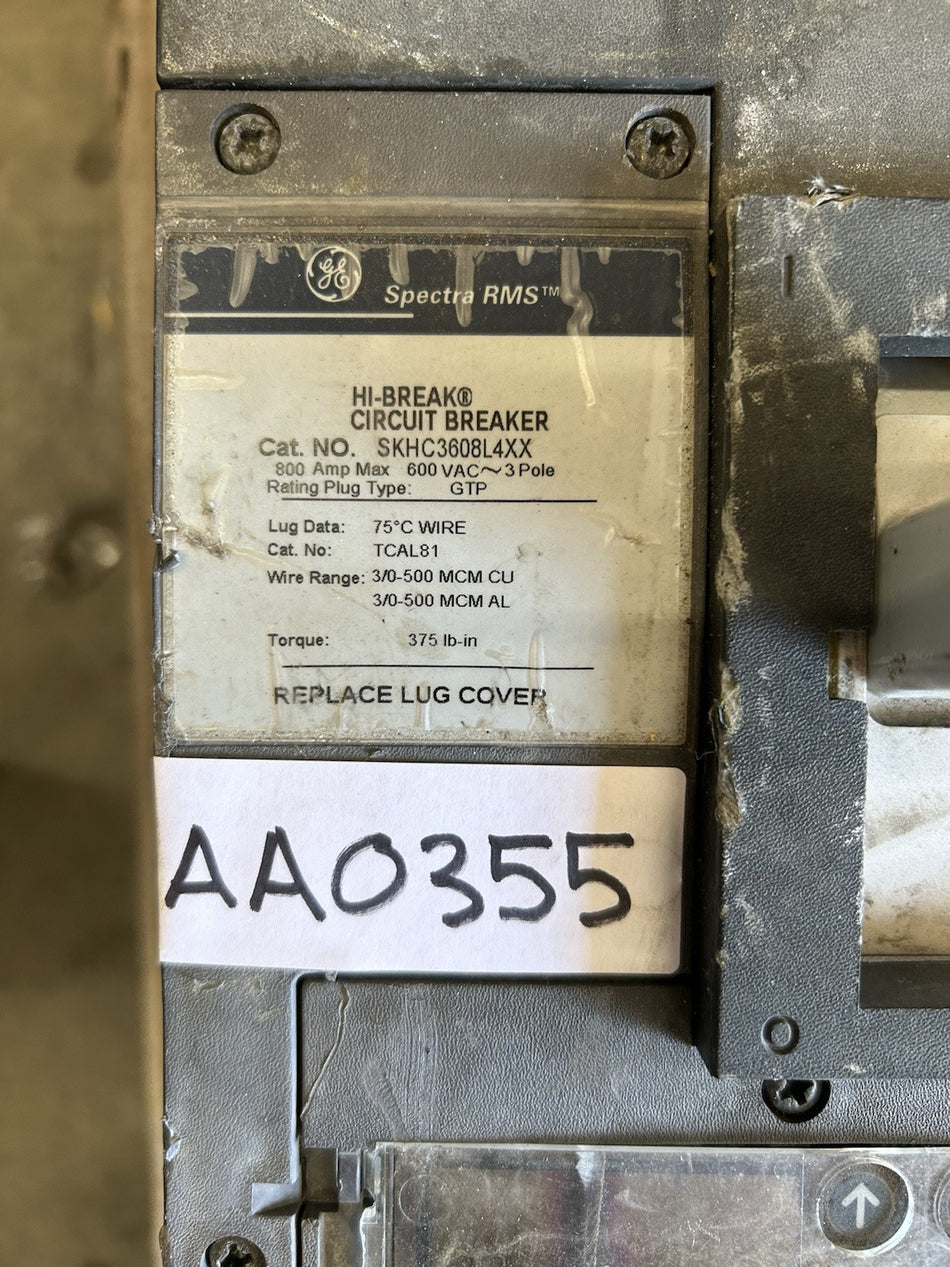 GE Spectra RMS™
HI-BREAK®
CIRCUIT BREAKER
Cat. NO. SKHC3608L4XX
800 Amp Max 600 VAC~3 Pole
Rating Plug Type: GTP
Lug Data: 75°C WIRE
Cat. No: TCAL81
Wire Range: 3/0-500 MCM CU
3/0-500 MCM AL
Torque: 375 lb-in
REPLACE LUG COVER
AA0355
I
O
↑